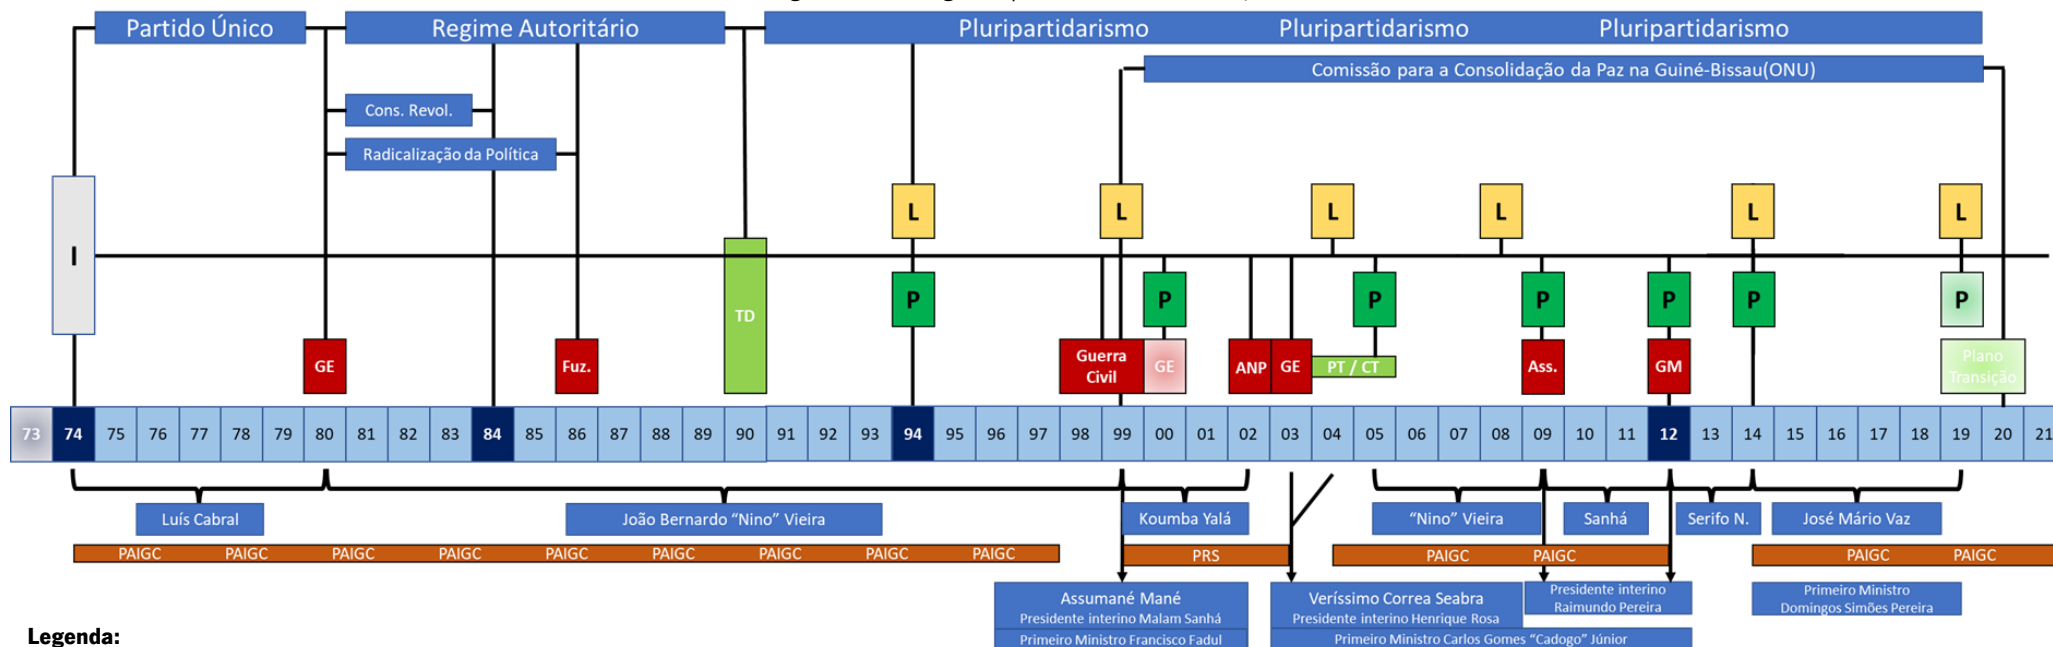 Partido Único Regime Autoritário Pluripartidarismo Pluripartidarismo Pluripartidarismo
Comissão para a Consolidação da Paz na Guiné-Bissau(ONU)
Cons. Revol.
Radicalização da Política
L L L L L L
I
P P P P P P P
TD
GE Fuz. Guerra Civil GE ANP GE PT / CT Ass. GM Plano Transição
73 74 75 76 77 78 79 80 81 82 83 84 85 86 87 88 89 90 91 92 93 94 95 96 97 98 99 00 01 02 03 04 05 06 07 08 09 10 11 12 13 14 15 16 17 18 19 20 21
Luís Cabral João Bernardo “Nino” Vieira Koumba Yalá “Nino” Vieira Sanhá Serifo N. José Mário Vaz
PAIGC PAIGC PAIGC PAIGC PAIGC PAIGC PAIGC PAIGC PAIGC PRS PAIGC PAIGC PAIGC PAIGC
Assumané Mané
Presidente interino Malam Sanhá
Primeiro Ministro Francisco Fadul
Veríssimo Correa Seabra
Presidente interino Henrique Rosa
Primeiro Ministro Carlos Gomes “Cadogo” Júnior
Presidente interino
Raimundo Pereira
Primeiro Ministro
Domingos Simões Pereira
Legenda: